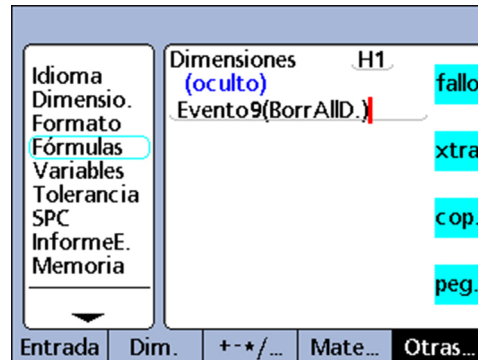 Idioma
Dimensio.
Formato
Fórmulas
Variables
Tolerancia
SPC
InformeE.
Memoria
Dimensiones H1
(oculto)
Evento9(BorrAllD.)
fallo
xtra
cop.
peg.
Entrada Dim. +-*/... Mate... Otras...